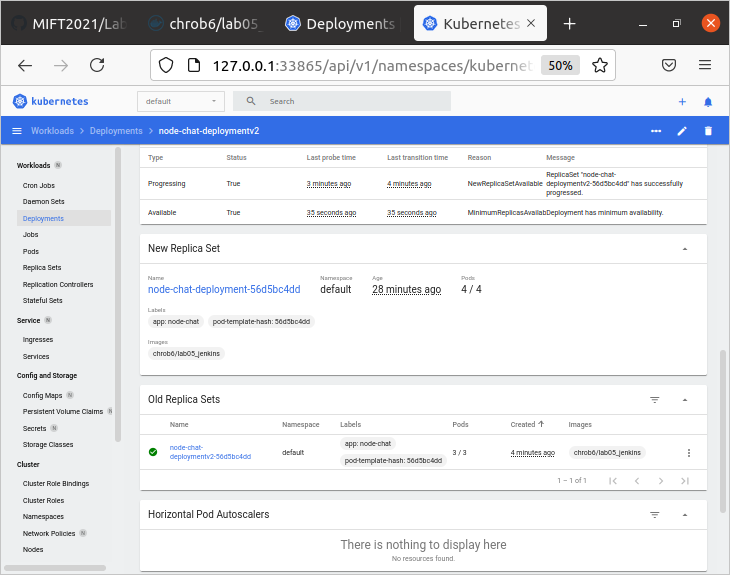 MIFT2021/Lab
chrob6/lab05_
Deployments
Kubernetes
127.0.0.1:33865/api/v1/namespaces/kubernet
50%
kubernetes
default
Search
Workloads
Deployments
node-chat-deploymentv2
Workloads N
Cron Jobs
Daemon Sets
Deployments
Jobs
Pods
Replica Sets
Replication Controllers
Stateful Sets
Service N
Ingresses
Services
Config and Storage
Config Maps N
Persistent Volume Claims N
Secrets N
Storage Classes
Cluster
Cluster Role Bindings
Cluster Roles
Namespaces
Network Policies N
Nodes
Type Status Last probe time Last transition time Reason Message
Progressing True 3 minutes ago 4 minutes ago NewReplicaSetAvailable ReplicaSet "node-chat-
deploymentv2-56d5bc4dd" has successfully
progressed.
Available True 35 seconds ago 35 seconds ago MinimumReplicasAvailab Deployment has minimum availability.
New Replica Set
Name Namespace Age Pods
node-chat-deployment-56d5bc4dd default 28 minutes ago 4 / 4
Labels
app: node-chat pod-template-hash: 56d5bc4dd
Images
chrob6/lab05_jenkins
Old Replica Sets
Name Namespace Labels Pods Created Images
node-chat-
deploymentv2-56d5bc4dd
default
app: node-chat
pod-template-hash: 56d5bc4dd
3 / 3
4 minutes ago
chrob6/lab05_jenkins
1 – 1 of 1
Horizontal Pod Autoscalers
There is nothing to display here
No resources found.